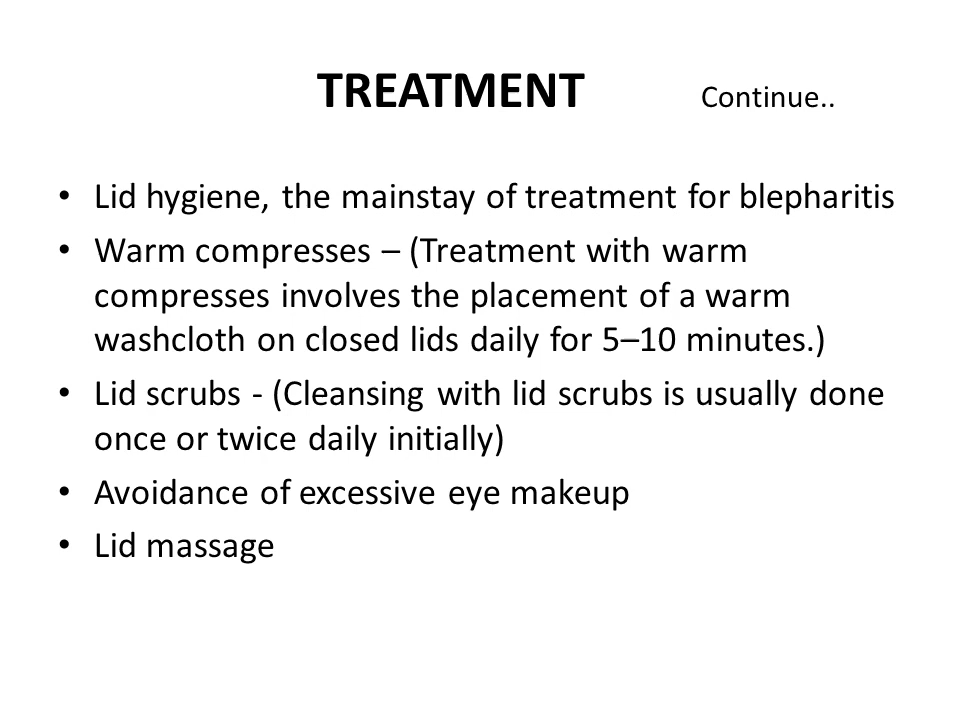 TREATMENT Continue..
• Lid hygiene, the mainstay of treatment for blepharitis
• Warm compresses – (Treatment with warm
compresses involves the placement of a warm
washcloth on closed lids daily for 5–10 minutes.)
• Lid scrubs - (Cleansing with lid scrubs is usually done
once or twice daily initially)
• Avoidance of excessive eye makeup
• Lid massage